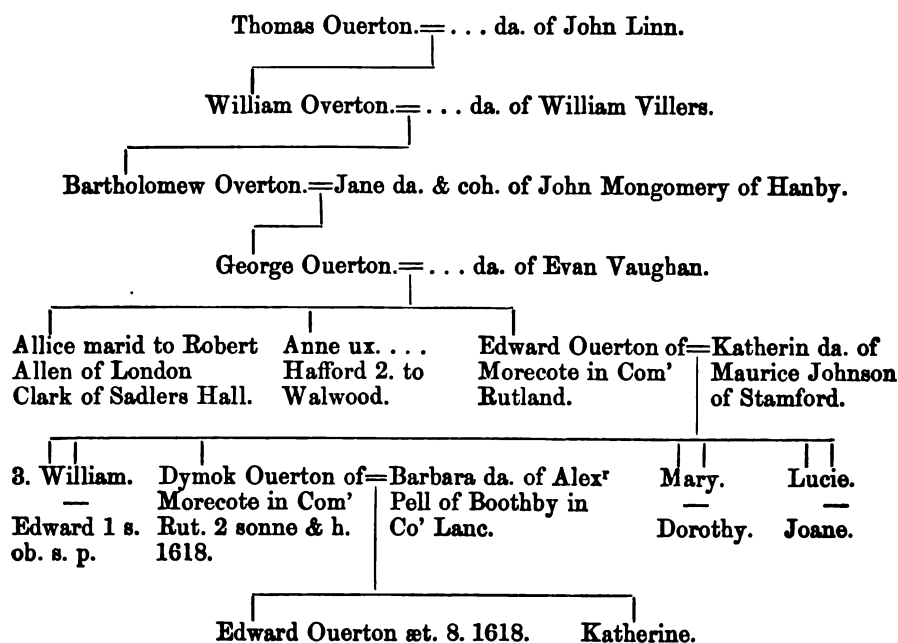 Thomas Ouerton.=. . . da. of John Linn.
William Overton.=. . . da. of William Villers.
Bartholomew Overton.=Jane da. & coh. of John Mongomery of Hanby.
George Ouerton.=. . . da. of Evan Vaughan.
Allice marid to Robert
Allen of London
Clark of Sadlers Hall.
Anne ux. . . .
Hafford 2. to
Walwood.
Edward Ouerton of=Katherin da. of
Morecote in Com' Maurice Johnson
Rutland. of Stamford.
3. William.
—
Edward 1 s.
ob. s. p.
Dymok Ouerton of=Barbara da. of Alexʳ
Morecote in Com' Pell of Boothby in
Rut. 2 sonne & h. Co' Lanc.
1618.
Mary.
—
Dorothy.
Lucie.
—
Joane.
Edward Ouerton æt. 8. 1618. Katherine.